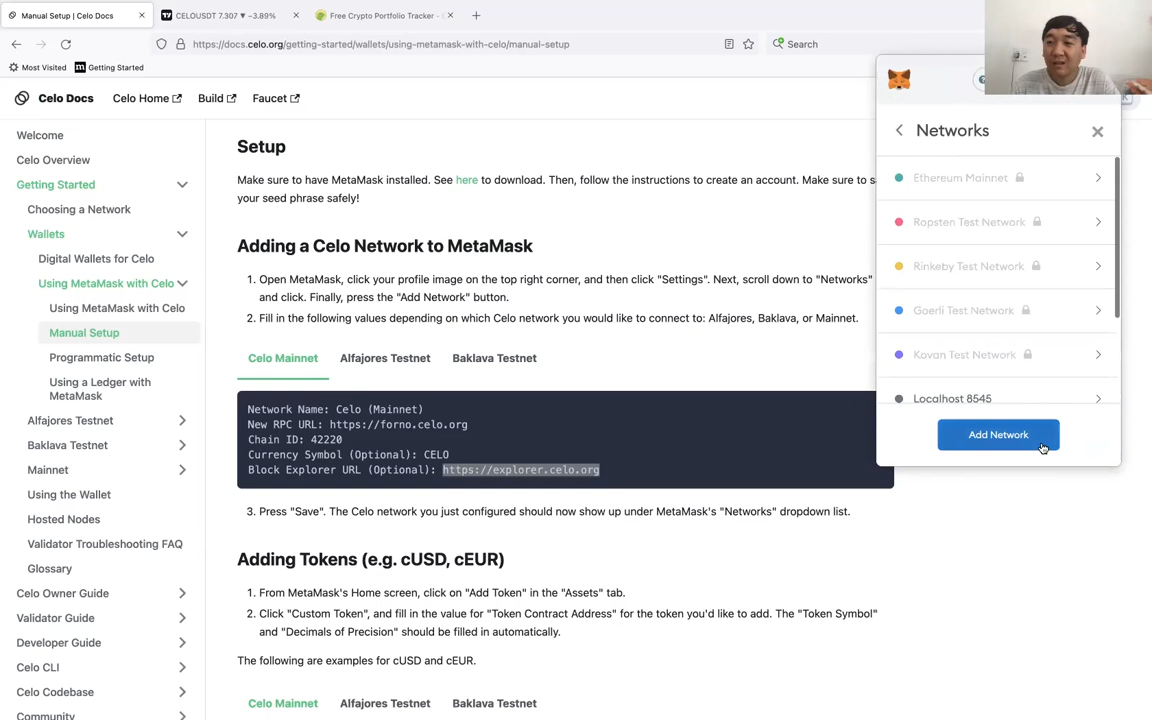 Manual Setup | Celo Docs
CELOUSDT 7.307 ▼ −3.89%
Free Crypto Portfolio Tracker -
https://docs.celo.org/getting-started/wallets/using-metamask-with-celo/manual-setup
Search
Most Visited
Getting Started
Celo Docs
Celo Home
Build
Faucet
Welcome
Celo Overview
Getting Started
Choosing a Network
Wallets
Digital Wallets for Celo
Using MetaMask with Celo
Using MetaMask with Celo
Manual Setup
Programmatic Setup
Using a Ledger with
MetaMask
Alfajores Testnet
Baklava Testnet
Mainnet
Using the Wallet
Hosted Nodes
Validator Troubleshooting FAQ
Glossary
Celo Owner Guide
Validator Guide
Developer Guide
Celo CLI
Celo Codebase
Community
Setup
Make sure to have MetaMask installed. See here to download. Then, follow the instructions to create an account. Make sure to
your seed phrase safely!
Adding a Celo Network to MetaMask
1. Open MetaMask, click your profile image on the top right corner, and then click "Settings". Next, scroll down to "Networks"
and click. Finally, press the "Add Network" button.
2. Fill in the following values depending on which Celo network you would like to connect to: Alfajores, Baklava, or Mainnet.
Celo Mainnet
Alfajores Testnet
Baklava Testnet
Network Name: Celo (Mainnet)
New RPC URL: https://forno.celo.org
Chain ID: 42220
Currency Symbol (Optional): CELO
Block Explorer URL (Optional): https://explorer.celo.org
3. Press "Save". The Celo network you just configured should now show up under MetaMask's "Networks" dropdown list.
Adding Tokens (e.g. cUSD, cEUR)
1. From MetaMask's Home screen, click on "Add Token" in the "Assets" tab.
2. Click "Custom Token", and fill in the value for "Token Contract Address" for the token you'd like to add. The "Token Symbol"
and "Decimals of Precision" should be filled in automatically.
The following are examples for cUSD and cEUR.
Celo Mainnet
Alfajores Testnet
Baklava Testnet
Networks
Ethereum Mainnet
Ropsten Test Network
Rinkeby Test Network
Goerli Test Network
Kovan Test Network
Localhost 8545
Add Network